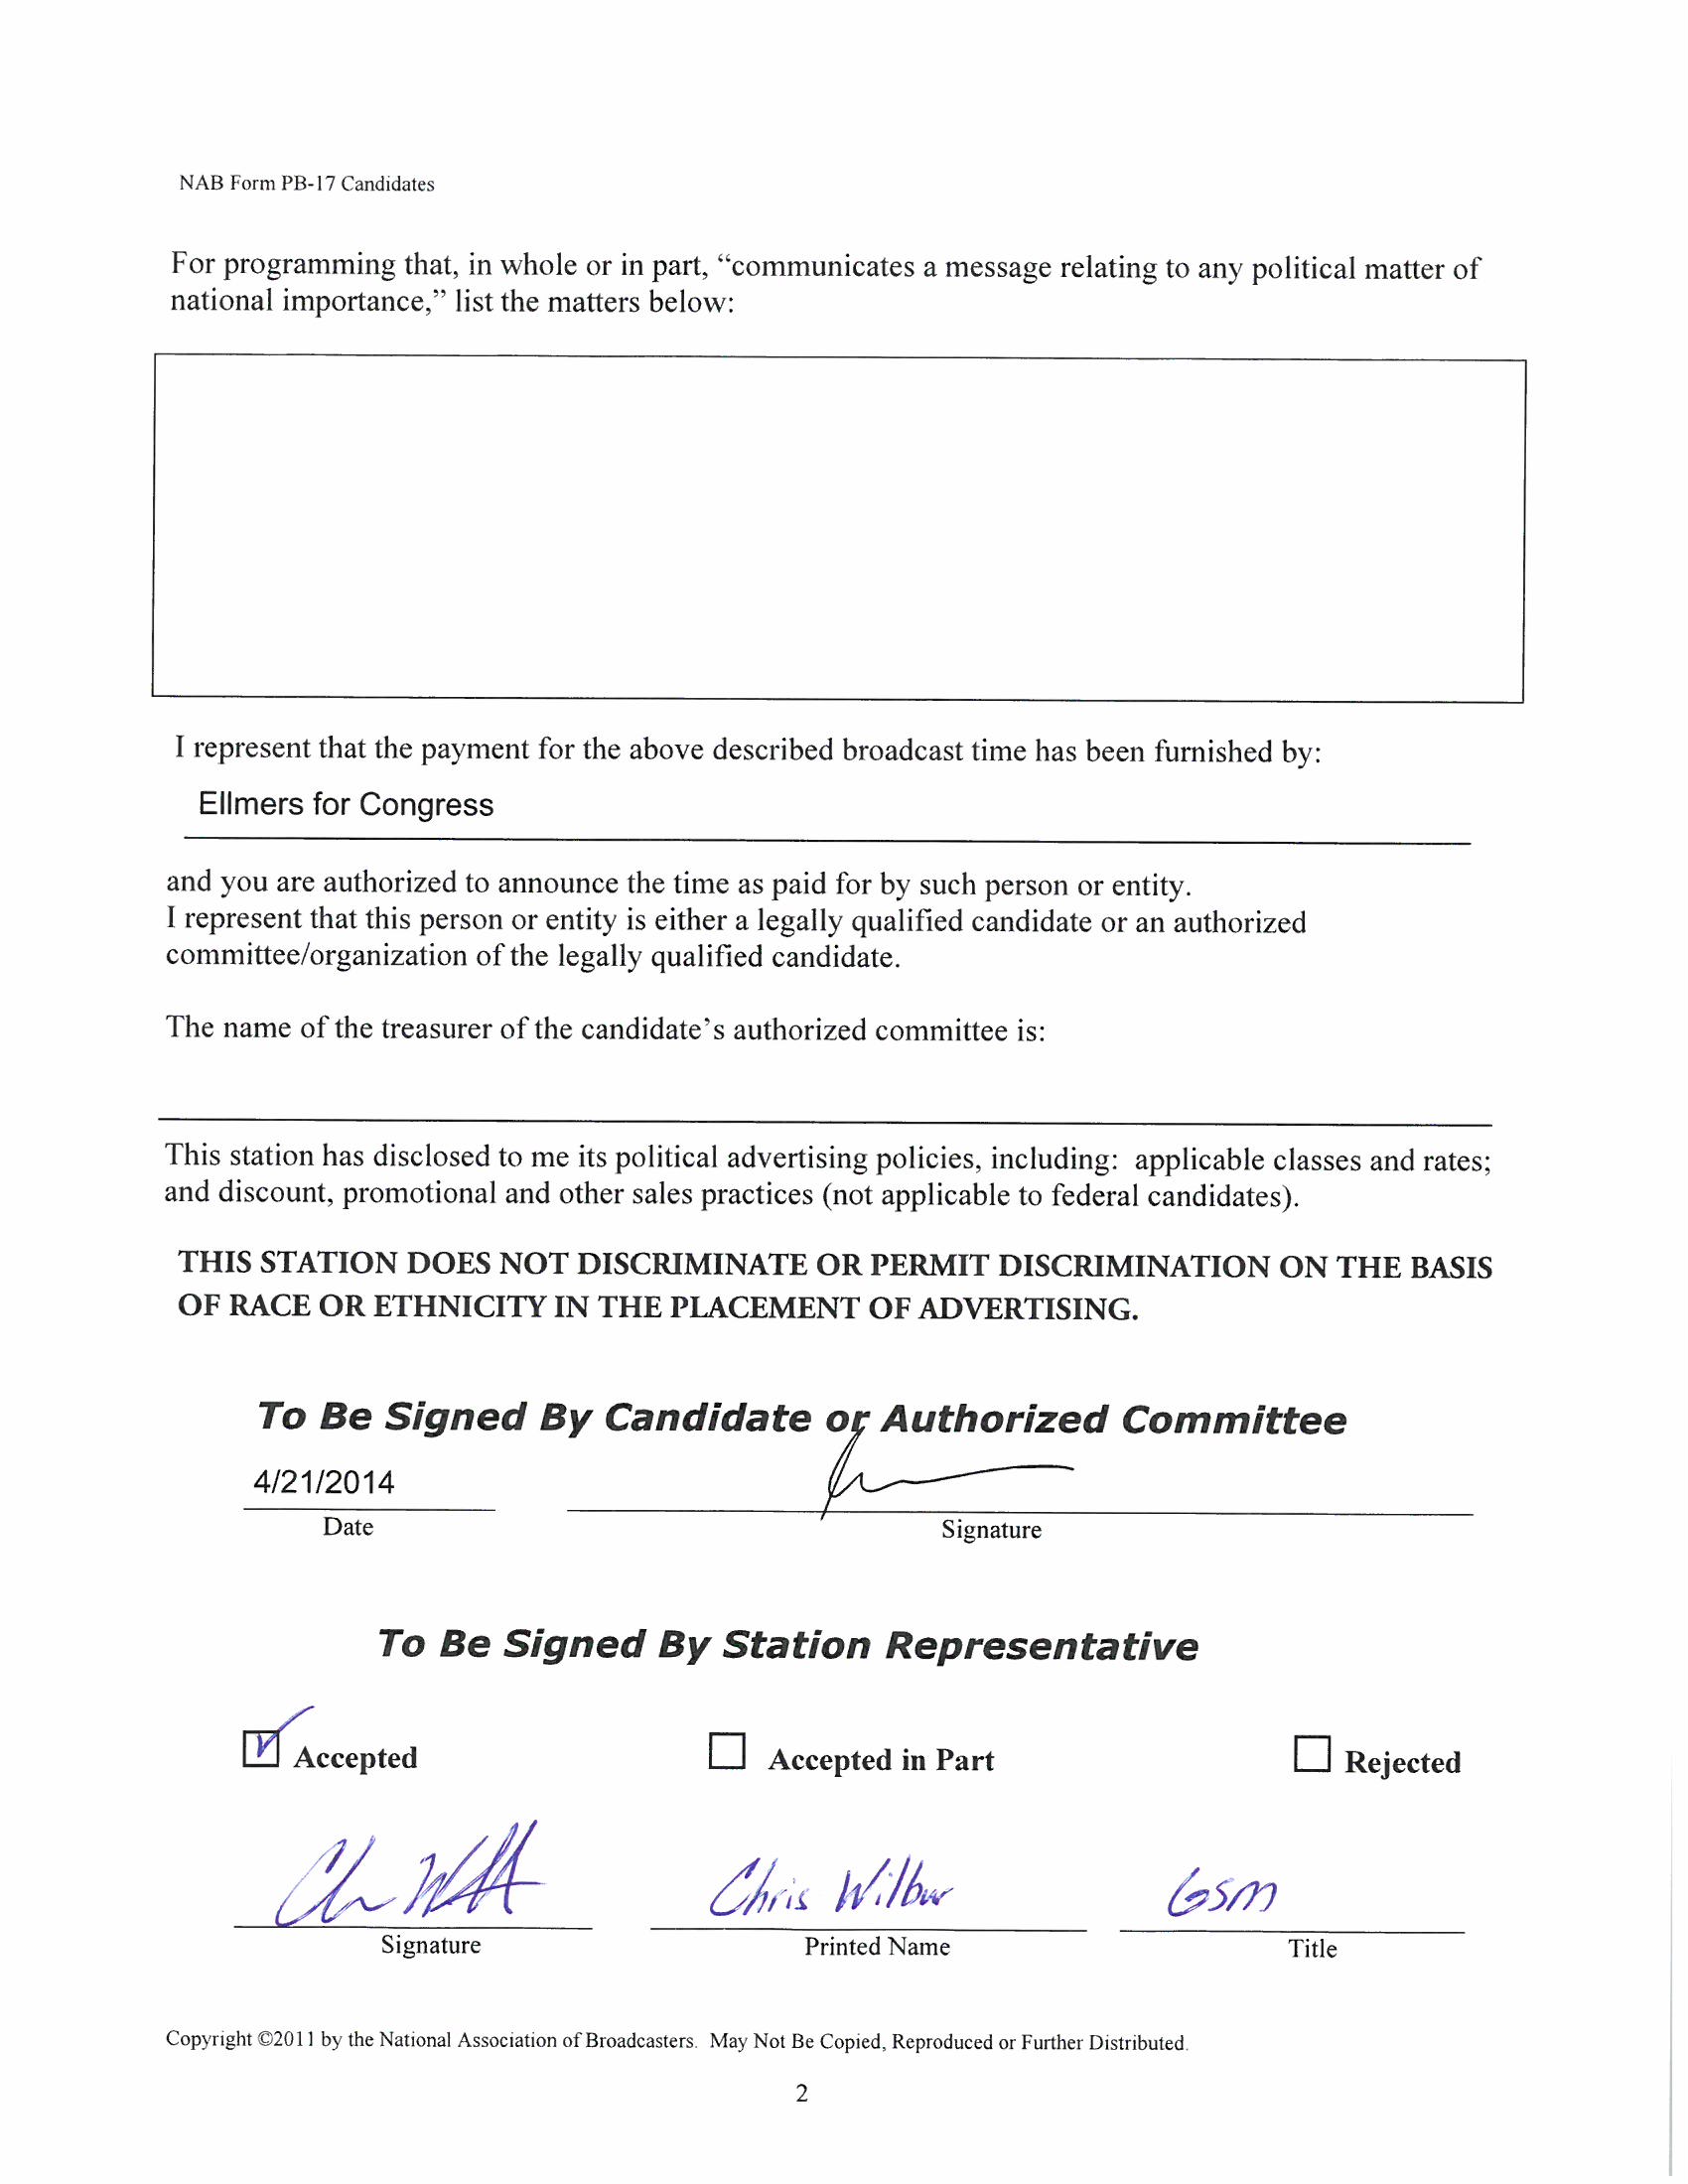 NAB Form PB-17 Candidates
For programming that, in whole or in part, “communicates a message relating to any political matter of
national importance,” list the matters below:
I represent that the payment for the above described broadcast time has been furnished by:
Ellmers for Congress
and you are authorized to announce the time as paid for by such person or entity.
I represent that this person or entity is either a legally qualified candidate or an authorized
committee/organization of the legally qualified candidate.
The name of the treasurer of the candidate’s authorized committee is:
This station has disclosed to me its political advertising policies, including: applicable classes and rates;
and discount, promotional and other sales practices (not applicable to federal candidates).
THIS STATION DOES NOT DISCRIMINATE OR PERMIT DISCRIMINATION ON THE BASIS
OF RACE OR ETHNICITY IN THE PLACEMENT OF ADVERTISING.
To Be Signed By Candidate or Authorized Committee
4/21/2014
Date Signature
To Be Signed By Station Representative
Accepted Accepted in Part Rejected
Chris Wilbur GSM
Signature Printed Name Title
Copyright ©2011 by the National Association of Broadcasters. May Not Be Copied, Reproduced or Further Distributed.
2